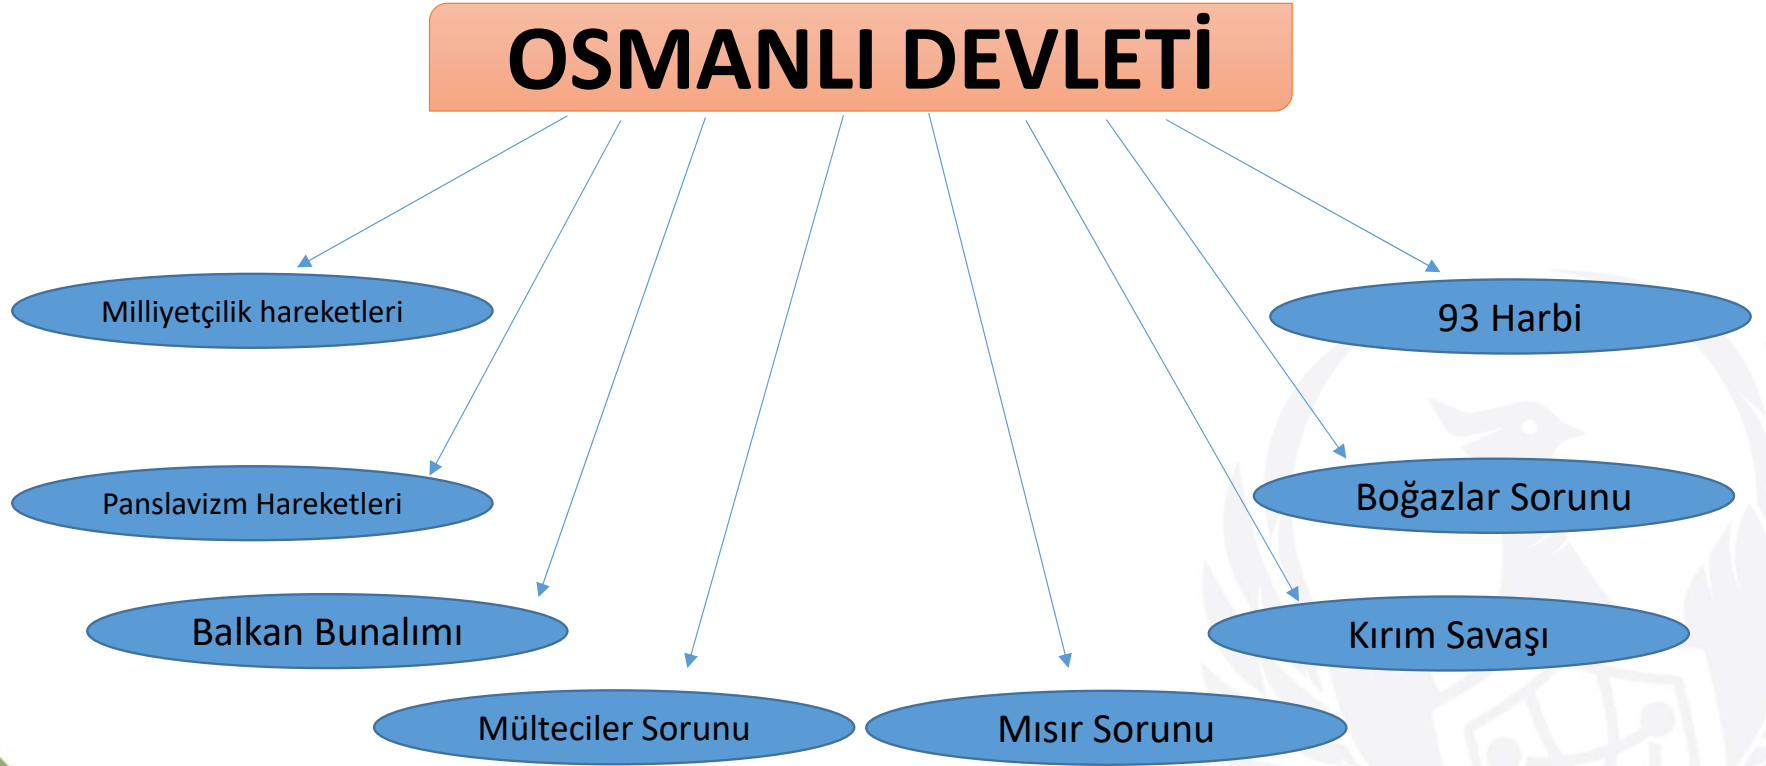 OSMANLI DEVLETİ
Milliyetçilik hareketleri
93 Harbi
Panslavizm Hareketleri
Boğazlar Sorunu
Balkan Bunalımı
Kırım Savaşı
Mülteciler Sorunu
Mısır Sorunu